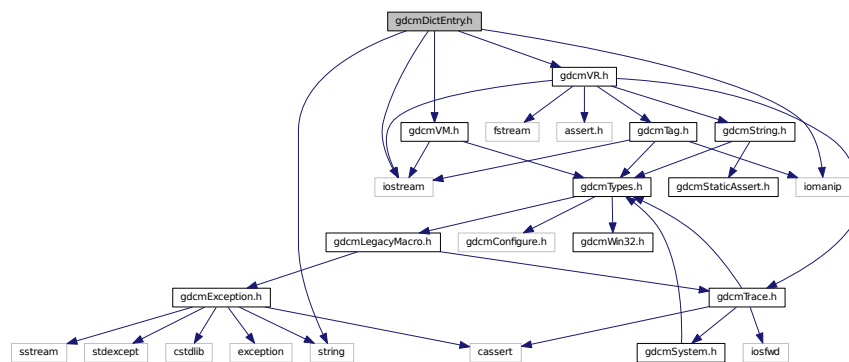 gdcmDictEntry.h
gdcmVR.h
gdcmVM.h
fstream
assert.h
gdcmTag.h
gdcmString.h
iostream
gdcmTypes.h
gdcmStaticAssert.h
iomanip
gdcmLegacyMacro.h
gdcmConfigure.h
gdcmWin32.h
gdcmException.h
gdcmTrace.h
sstream
stdexcept
cstdlib
exception
string
cassert
gdcmSystem.h
iosfwd